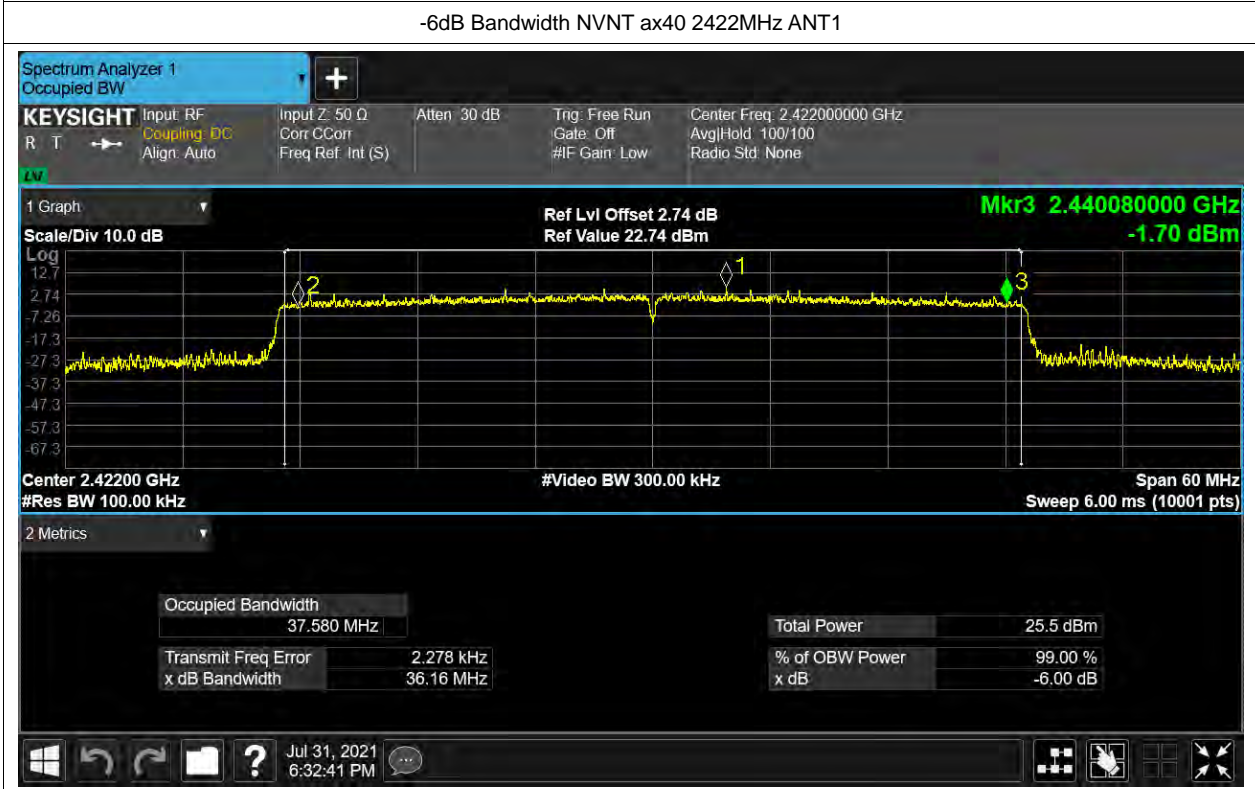 -6dB Bandwidth NVNT ax40 2422MHz ANT1
Spectrum Analyzer 1
Occupied BW
+
KEYSIGHT
R T
Input: RF
Coupling: DC
Align: Auto
Input Z: 50 Ω
Corr CCorr
Freq Ref: Int (S)
Atten: 30 dB
Trig: Free Run
Gate: Off
#IF Gain: Low
Center Freq: 2.422000000 GHz
Avg|Hold: 100/100
Radio Std: None
1 Graph
Scale/Div 10.0 dB
Ref Lvl Offset 2.74 dB
Ref Value 22.74 dBm
Mkr3 2.440080000 GHz
-1.70 dBm
Log
12.7
2.74
-7.26
-17.3
-27.3
-37.3
-47.3
-57.3
-67.3
2
1
3
Center 2.42200 GHz
#Video BW 300.00 kHz
Span 60 MHz
#Res BW 100.00 kHz
Sweep 6.00 ms (10001 pts)
2 Metrics
Occupied Bandwidth
37.580 MHz
Total Power 25.5 dBm
Transmit Freq Error 2.278 kHz
% of OBW Power 99.00 %
x dB Bandwidth 36.16 MHz
x dB -6.00 dB
?
Jul 31, 2021
6:32:41 PM